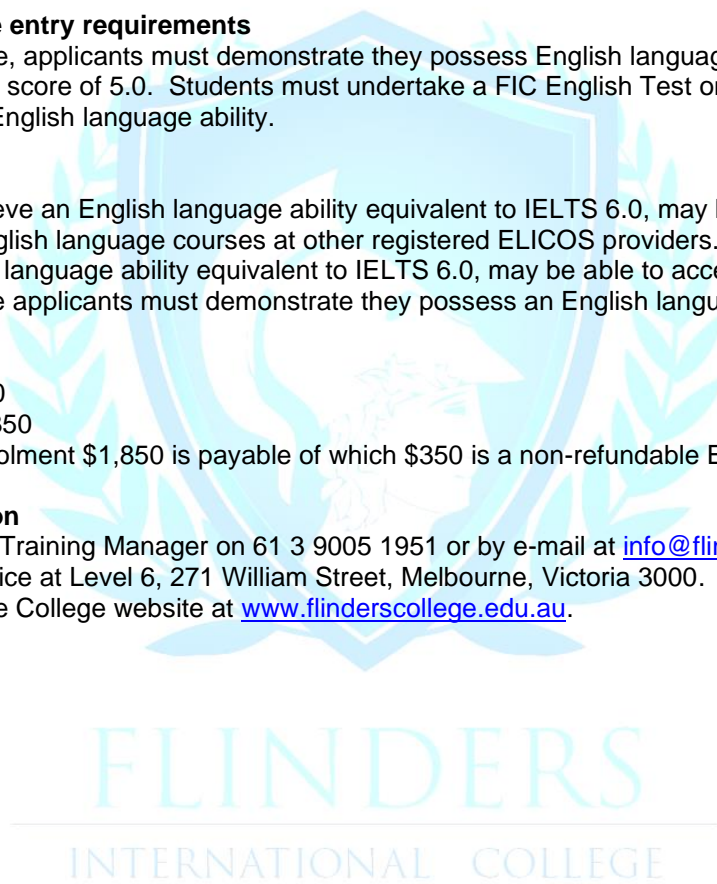 e entry requirements
e, applicants must demonstrate they possess English languag
score of 5.0.  Students must undertake a FIC English Test or
English language ability.
eve an English language ability equivalent to IELTS 6.0, may
glish language courses at other registered ELICOS providers.
language ability equivalent to IELTS 6.0, may be able to acce
e applicants must demonstrate they possess an English langu
0
350
olment $1,850 is payable of which $350 is a non-refundable E
on
Training Manager on 61 3 9005 1951 or by e-mail at info@flin
ice at Level 6, 271 William Street, Melbourne, Victoria 3000.
e College website at www.flinderscollege.edu.au.
FLINDERS
INTERNATIONAL COLLEGE